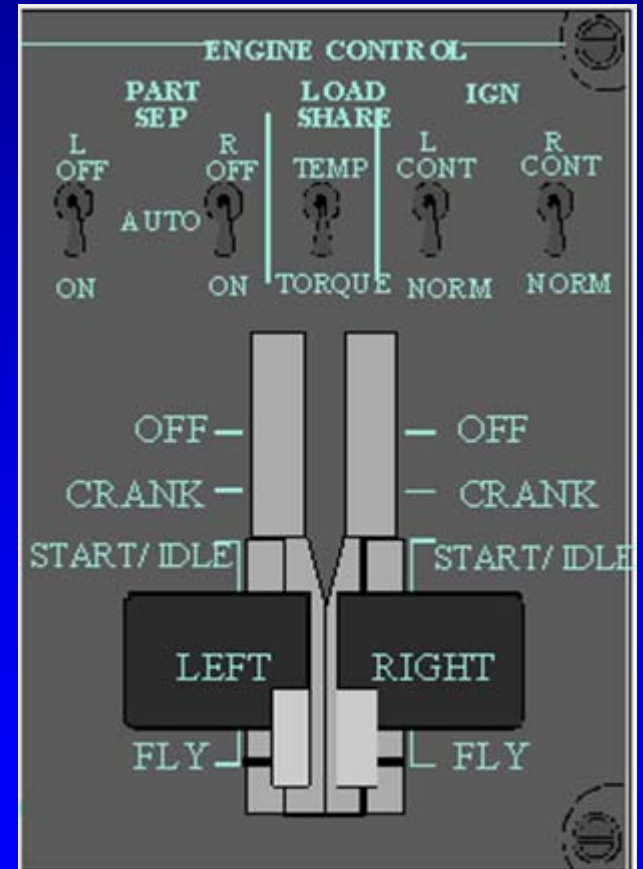 ENGINE CONTROL
PART SEP
LOAD SHARE
IGN
L OFF
R OFF
TEMP
L CONT
R CONT
AUTO
ON
ON
TORQUE
NORM
NORM
OFF
OFF
CRANK
CRANK
START/IDLE
START/IDLE
LEFT
RIGHT
FLY
FLY